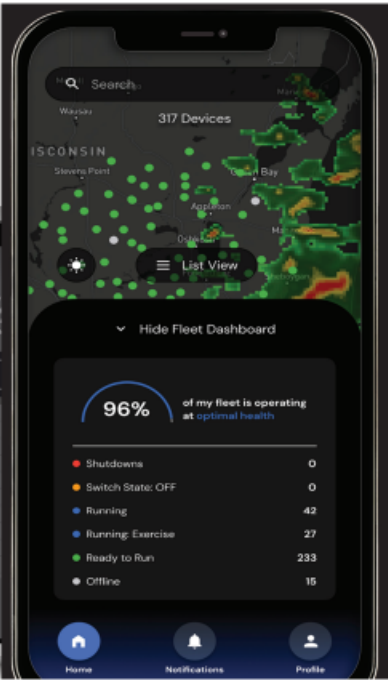 Search
Wausau
317 Devices
ISCONSIN
Stevens Point
Bay
Appleton
List View
Hide Fleet Dashboard
96%
of my fleet is operating
at optimal health
Shutdowns 0
Switch State: OFF 0
Running 42
Running: Exercise 27
Ready to Run 233
Offline 15
Home
Notifications
Profile